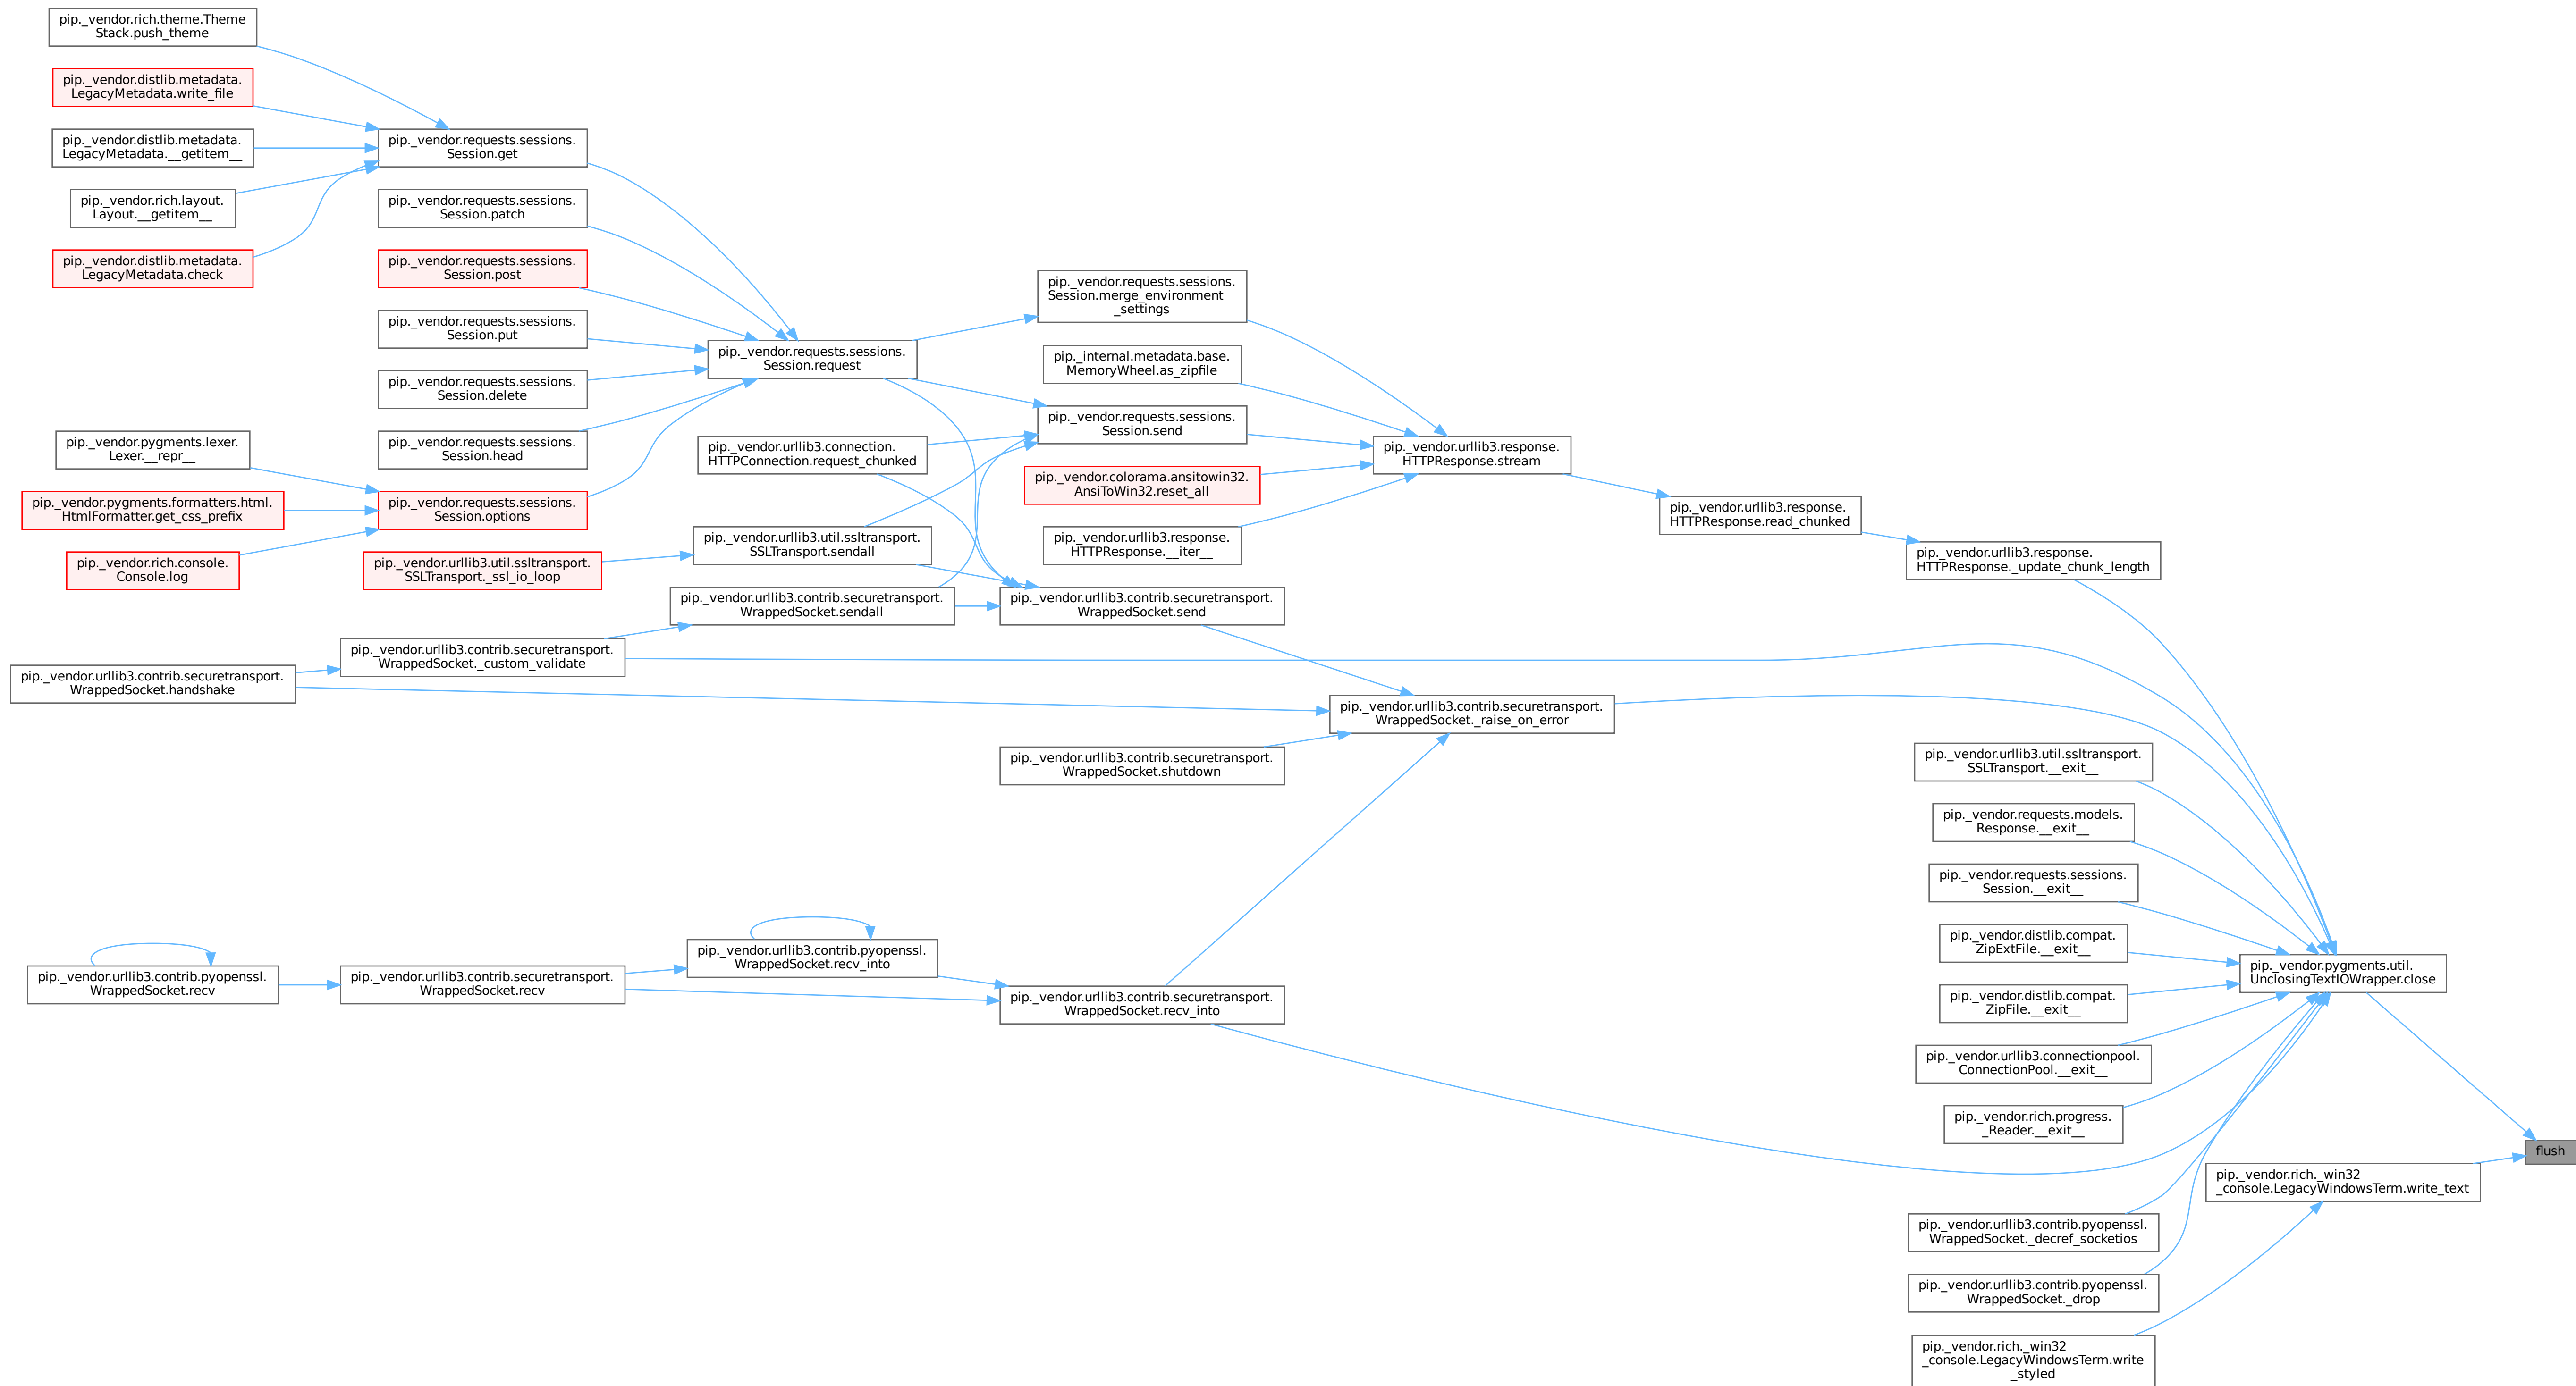 pip._vendor.rich.theme.Theme
Stack.push_theme
pip._vendor.distlib.metadata.
LegacyMetadata.write_file
pip._vendor.distlib.metadata.
LegacyMetadata.__getitem__
pip._vendor.rich.layout.
Layout.__getitem__
pip._vendor.distlib.metadata.
LegacyMetadata.check
pip._vendor.pygments.lexer.
Lexer.__repr__
pip._vendor.pygments.formatters.html.
HtmlFormatter.get_css_prefix
pip._vendor.rich.console.
Console.log
pip._vendor.urllib3.contrib.securetransport.
WrappedSocket.handshake
pip._vendor.urllib3.contrib.pyopenssl.
WrappedSocket.recv
pip._vendor.requests.sessions.
Session.get
pip._vendor.requests.sessions.
Session.patch
pip._vendor.requests.sessions.
Session.post
pip._vendor.requests.sessions.
Session.put
pip._vendor.requests.sessions.
Session.delete
pip._vendor.requests.sessions.
Session.head
pip._vendor.requests.sessions.
Session.options
pip._vendor.urllib3.util.ssltransport.
SSLTransport._ssl_io_loop
pip._vendor.urllib3.contrib.securetransport.
WrappedSocket._custom_validate
pip._vendor.urllib3.contrib.securetransport.
WrappedSocket.recv
pip._vendor.requests.sessions.
Session.request
pip._vendor.urllib3.connection.
HTTPConnection.request_chunked
pip._vendor.urllib3.util.ssltransport.
SSLTransport.sendall
pip._vendor.urllib3.contrib.securetransport.
WrappedSocket.sendall
pip._vendor.urllib3.contrib.pyopenssl.
WrappedSocket.recv_into
pip._vendor.requests.sessions.
Session.merge_environment
_settings
pip._internal.metadata.base.
MemoryWheel.as_zipfile
pip._vendor.requests.sessions.
Session.send
pip._vendor.colorama.ansitowin32.
AnsiToWin32.reset_all
pip._vendor.urllib3.response.
HTTPResponse.__iter__
pip._vendor.urllib3.contrib.securetransport.
WrappedSocket.send
pip._vendor.urllib3.contrib.securetransport.
WrappedSocket.shutdown
pip._vendor.urllib3.contrib.securetransport.
WrappedSocket.recv_into
pip._vendor.urllib3.response.
HTTPResponse.stream
pip._vendor.urllib3.contrib.securetransport.
WrappedSocket._raise_on_error
pip._vendor.urllib3.response.
HTTPResponse.read_chunked
pip._vendor.urllib3.response.
HTTPResponse._update_chunk_length
pip._vendor.urllib3.util.ssltransport.
SSLTransport.__exit__
pip._vendor.requests.models.
Response.__exit__
pip._vendor.requests.sessions.
Session.__exit__
pip._vendor.distlib.compat.
ZipExtFile.__exit__
pip._vendor.distlib.compat.
ZipFile.__exit__
pip._vendor.urllib3.connectionpool.
ConnectionPool.__exit__
pip._vendor.rich.progress.
_Reader.__exit__
pip._vendor.urllib3.contrib.pyopenssl.
WrappedSocket._decref_socketios
pip._vendor.urllib3.contrib.pyopenssl.
WrappedSocket._drop
pip._vendor.rich._win32
_console.LegacyWindowsTerm.write
_styled
pip._vendor.pygments.util.
UnclosingTextIOWrapper.close
pip._vendor.rich._win32
_console.LegacyWindowsTerm.write_text
flush